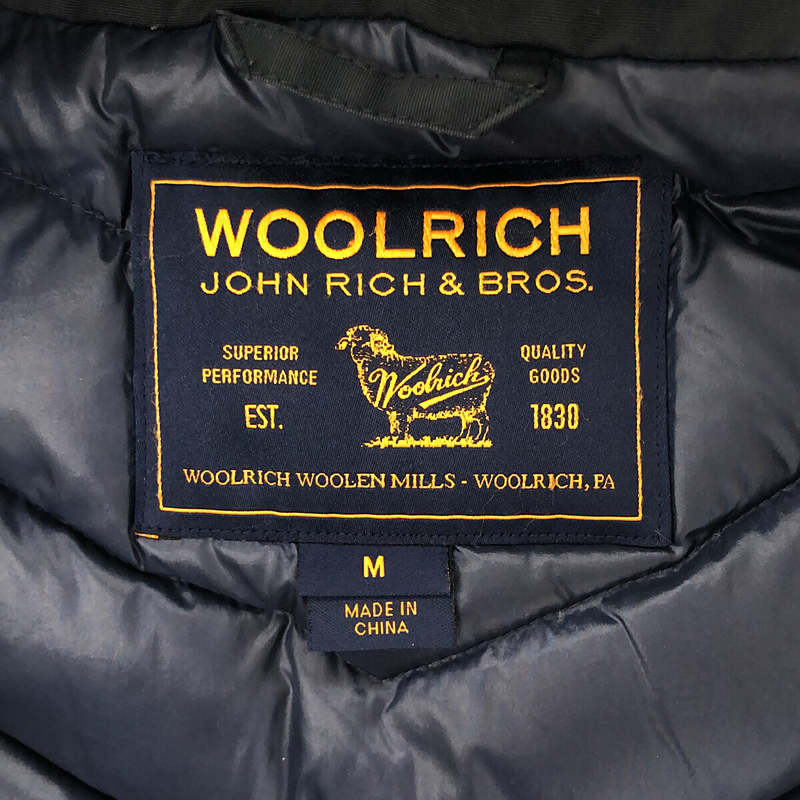 WOOLRICH
JOHN RICH & BROS.
SUPERIOR
PERFORMANCE
EST.
Woolrich
QUALITY
GOODS
1830
WOOLRICH WOOLEN MILLS - WOOLRICH, PA
M
MADE IN
CHINA